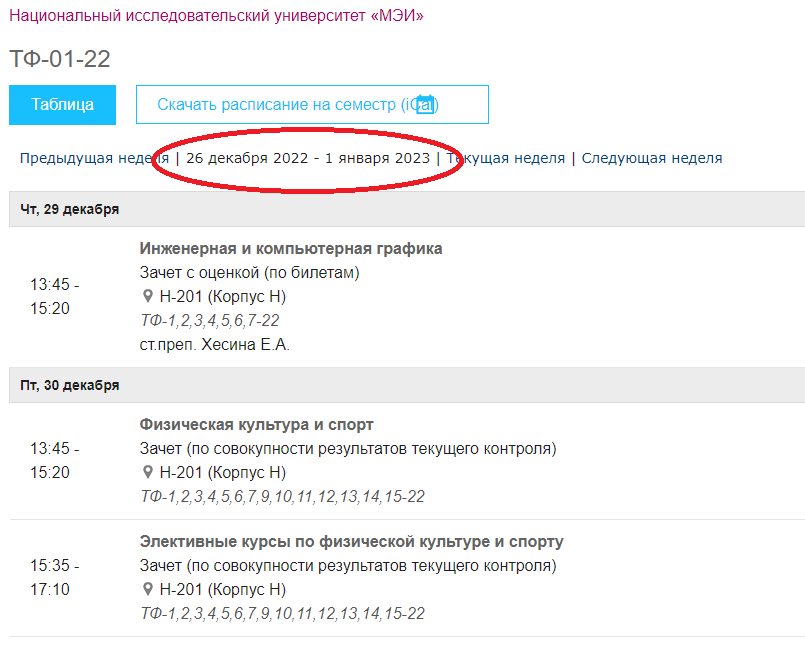 Национальный исследовательский университет «МЭИ»
ТФ-01-22
Таблица
Скачать расписание на семестр (iCal)
Предыдущая неделя | 26 декабря 2022 - 1 января 2023 | Текущая неделя | Следующая неделя
Чт, 29 декабря
13:45 -
15:20
Инженерная и компьютерная графика
Зачет с оценкой (по билетам)
Н-201 (Корпус Н)
ТФ-1,2,3,4,5,6,7-22
ст.преп. Хесина Е.А.
Пт, 30 декабря
13:45 -
15:20
Физическая культура и спорт
Зачет (по совокупности результатов текущего контроля)
Н-201 (Корпус Н)
ТФ-1,2,3,4,5,6,7,9,10,11,12,13,14,15-22
15:35 -
17:10
Элективные курсы по физической культуре и спорту
Зачет (по совокупности результатов текущего контроля)
Н-201 (Корпус Н)
ТФ-1,2,3,4,5,6,7,9,10,11,12,13,14,15-22